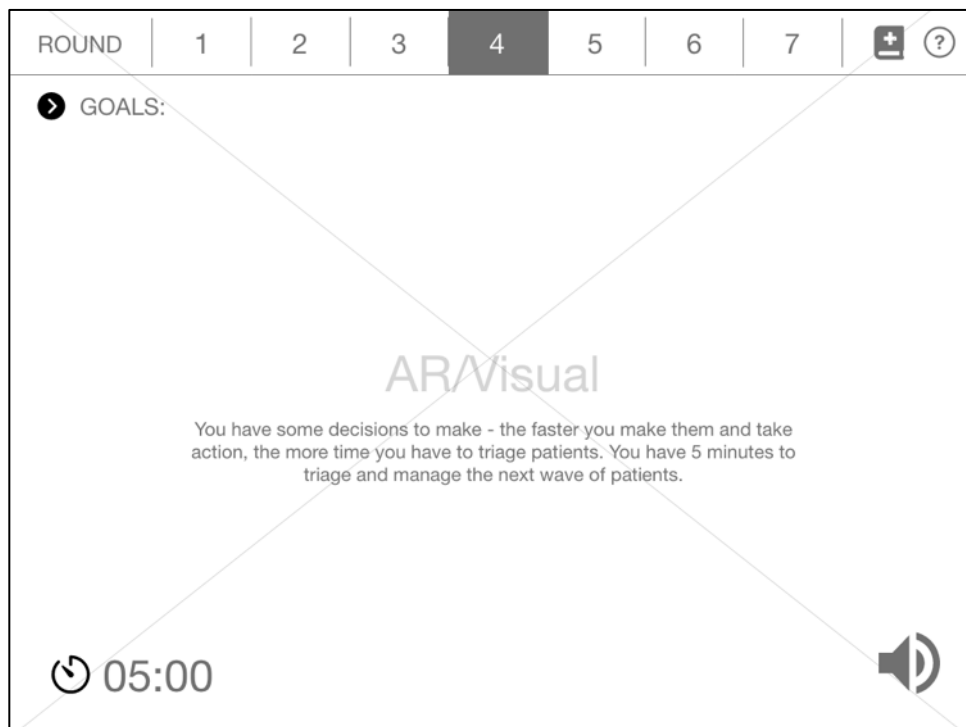 ROUND 1 2 3 4 5 6 7 ?
GOALS:
AR/Visual
You have some decisions to make - the faster you make them and take
action, the more time you have to triage patients. You have 5 minutes to
triage and manage the next wave of patients.
05:00